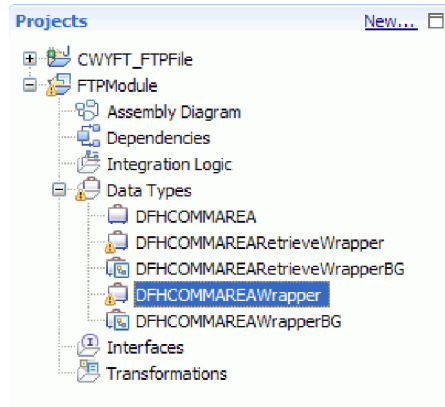 Projects New...
CWYFT_FTPFile
FTPModule
Assembly Diagram
Dependencies
Integration Logic
Data Types
DFHCOMMAREA
DFHCOMMAREARetrieveWrapper
DFHCOMMAREARetrieveWrapperBG
DFHCOMMAREAWrapper
DFHCOMMAREAWrapperBG
Interfaces
Transformations